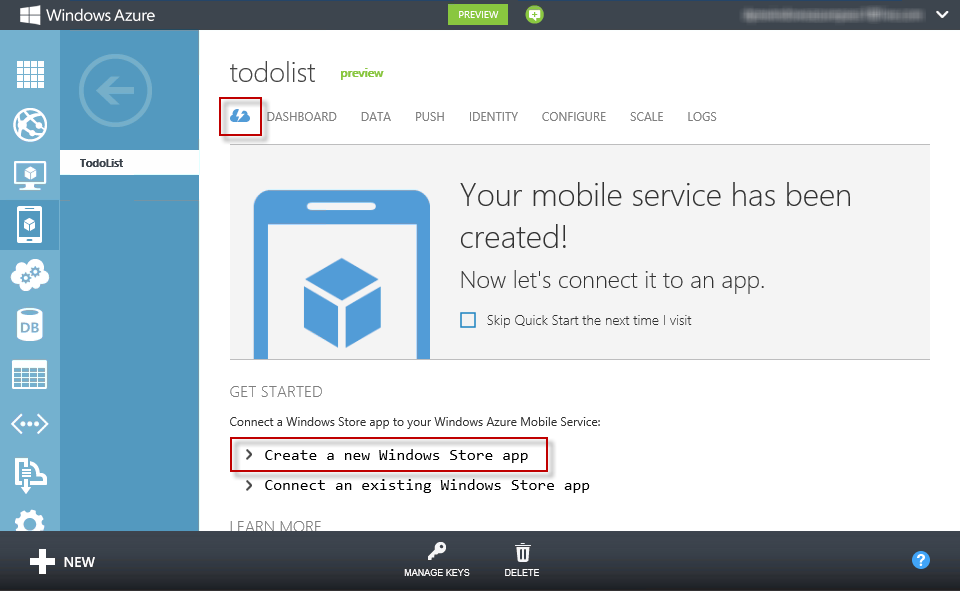 Windows Azure
PREVIEW
todolist preview
DASHBOARD DATA PUSH IDENTITY CONFIGURE SCALE LOGS
TodoList
Your mobile service has been
created!
Now let's connect it to an app.
Skip Quick Start the next time I visit
DB
GET STARTED
Connect a Windows Store app to your Windows Azure Mobile Service:
Create a new Windows Store app
Connect an existing Windows Store app
LEARN MORE
NEW
MANAGE KEYS
DELETE
?